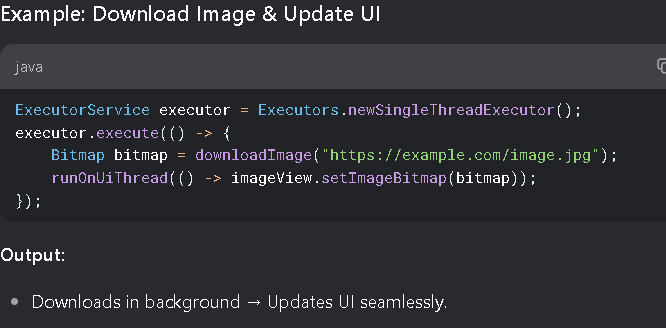 Example: Download Image & Update UI
java
ExecutorService executor = Executors.newSingleThreadExecutor();
executor.execute(() -> {
    Bitmap bitmap = downloadImage("https://example.com/image.jpg");
    runOnUiThread(() -> imageView.setImageBitmap(bitmap));
});
Output:
• Downloads in background → Updates UI seamlessly.